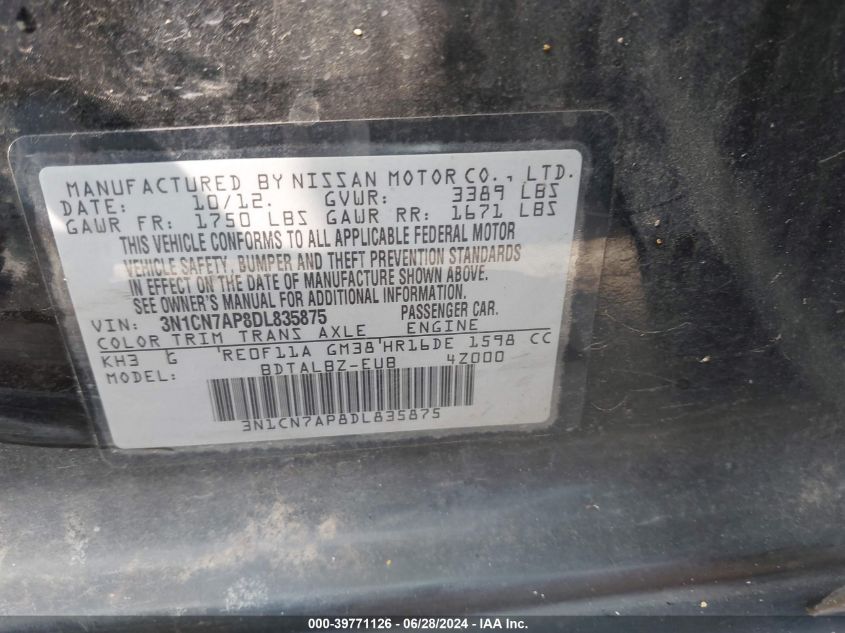 MANUFACTURED BY NISSAN MOTOR CO., LTD.
DATE: 10/12. GVWR: 3389 LBS
GAWR FR: 1750 LBS GAWR RR: 1671 LBS
THIS VEHICLE CONFORMS TO ALL APPLICABLE FEDERAL MOTOR
VEHICLE SAFETY, BUMPER AND THEFT PREVENTION STANDARDS
IN EFFECT ON THE DATE OF MANUFACTURE SHOWN ABOVE.
SEE OWNER'S MANUAL FOR ADDITIONAL INFORMATION.
VIN: 3N1CN7AP8DL835875 PASSENGER CAR.
COLOR TRIM TRANS AXLE ENGINE
KH3 G RE0F11A GM38 HR16DE 1598 CC
MODEL: BDTALBZ-EUB 4Z000
3N1CN7AP8DL835875
000-39771126 - 06/28/2024 - IAA Inc.